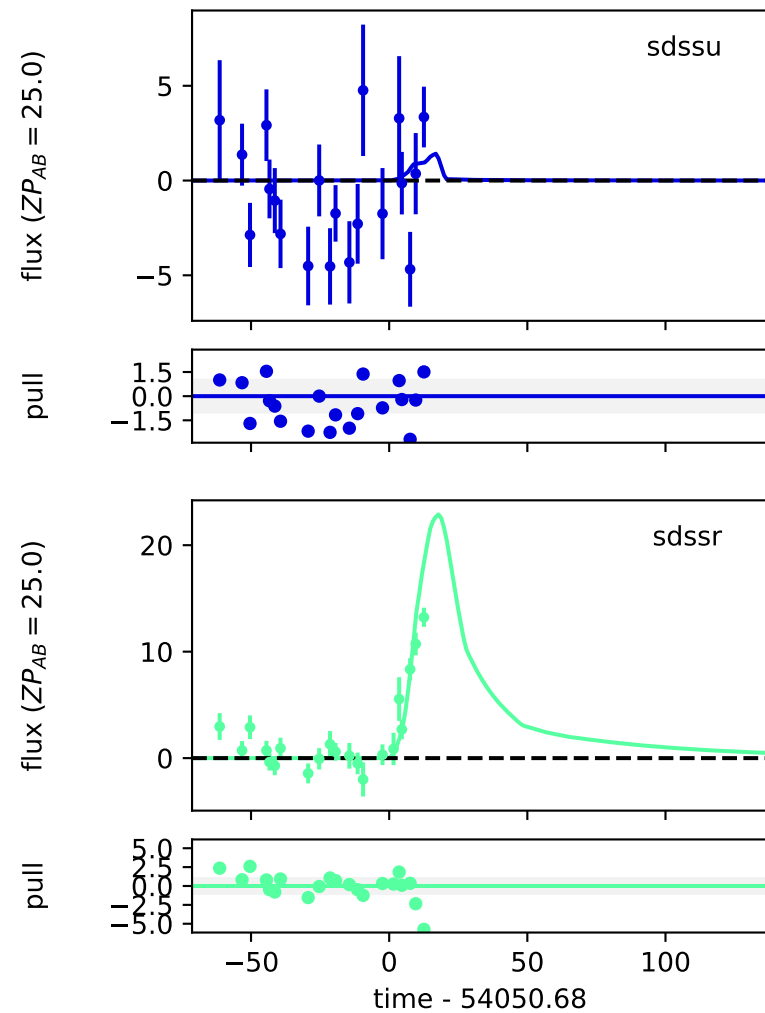 sdssu
flux (ZP_AB = 25.0)
5
0
−5
pull
1.5
0.0
−1.5
sdssr
flux (ZP_AB = 25.0)
20
10
0
pull
5.0
2.5
0.0
−2.5
−5.0
−50 0 50 100
time - 54050.68